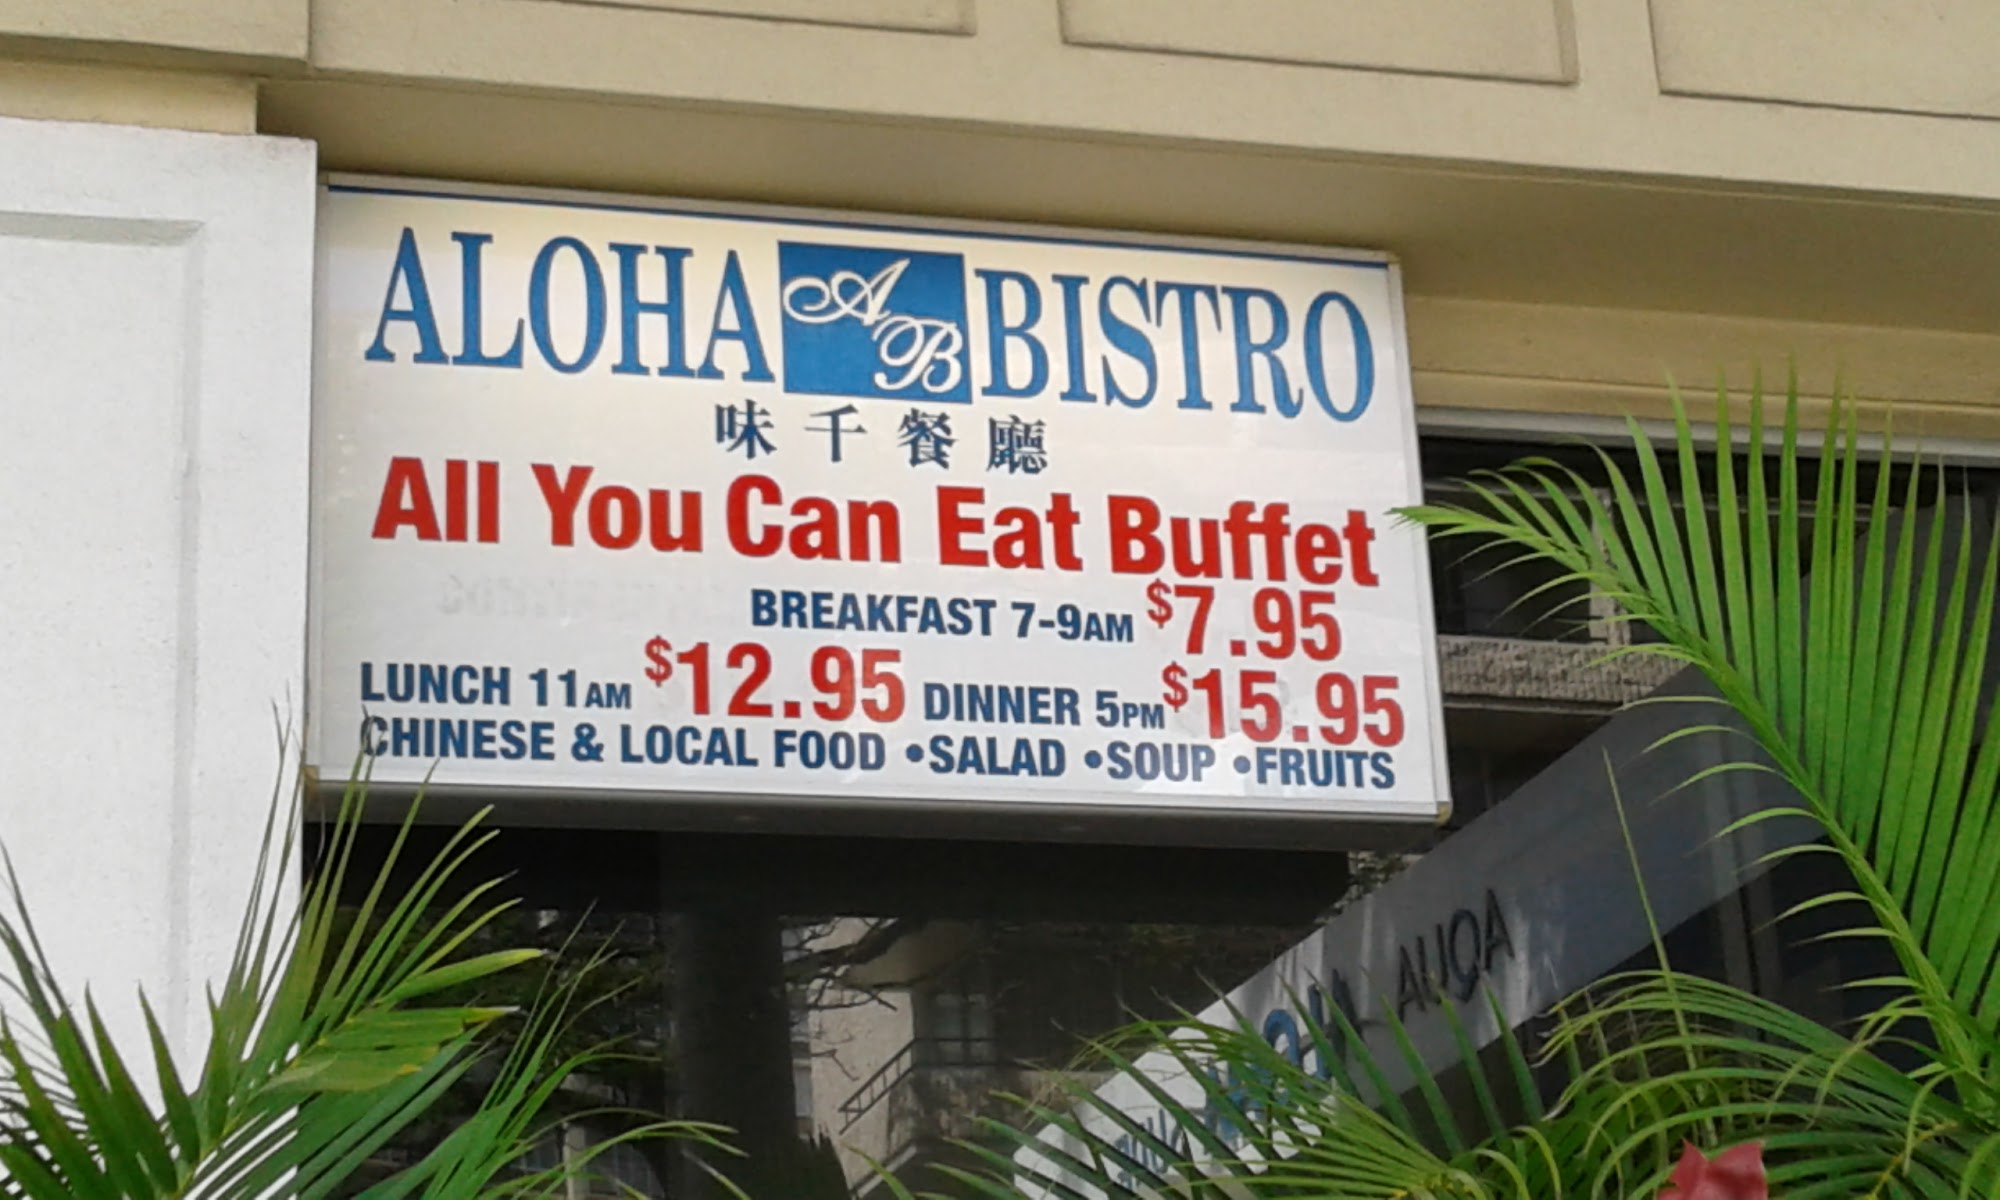 ALOHA AB BISTRO
味千餐廳
All You Can Eat Buffet
BREAKFAST 7-9AM $7.95
LUNCH 11AM $12.95 DINNER 5PM $15.95
CHINESE & LOCAL FOOD •SALAD •SOUP •FRUITS
AUQA